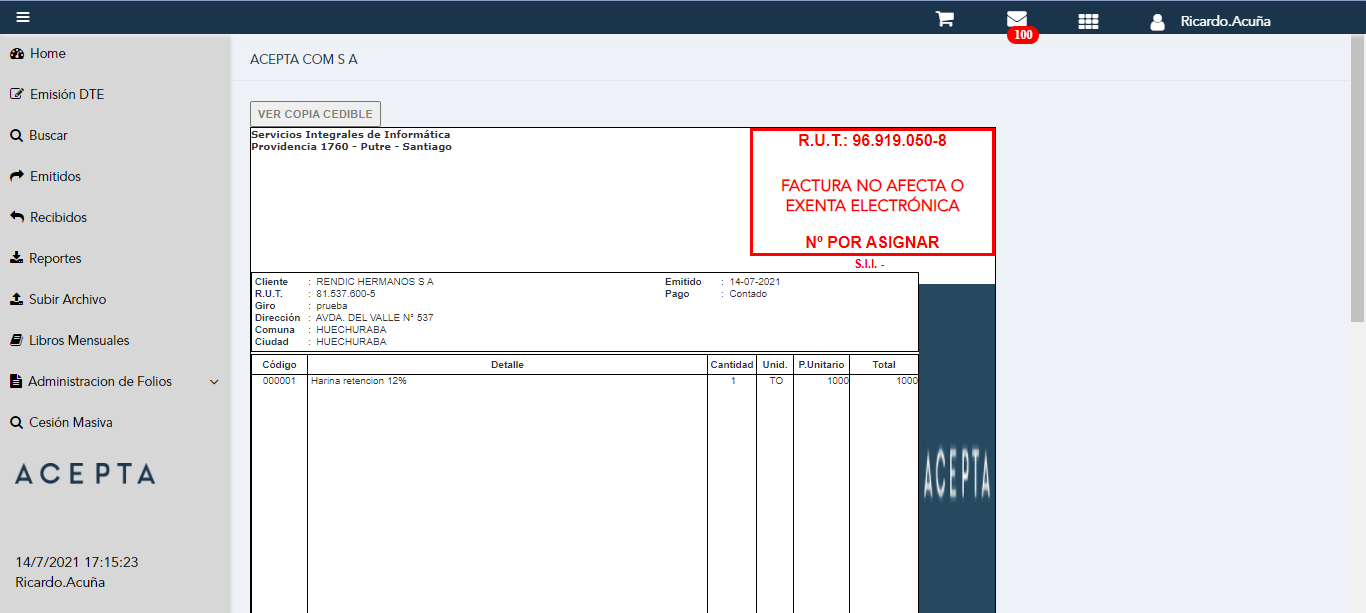 Ricardo.Acuña
100
Home
Emisión DTE
Buscar
Emitidos
Recibidos
Reportes
Subir Archivo
Libros Mensuales
Administracion de Folios
Cesión Masiva
ACEPTA
14/7/2021 17:15:23
Ricardo.Acuña
ACEPTA COM S A
VER COPIA CEDIBLE
Servicios Integrales de Informática
Providencia 1760 - Putre - Santiago
R.U.T.: 96.919.050-8
FACTURA NO AFECTA O
EXENTA ELECTRÓNICA
Nº POR ASIGNAR
S.I.I. -
Cliente : RENDIC HERMANOS S A Emitido : 14-07-2021
R.U.T. : 81.537.600-5 Pago : Contado
Giro : prueba
Dirección : AVDA. DEL VALLE Nº 537
Comuna : HUECHURABA
Ciudad : HUECHURABA
Código Detalle Cantidad Unid. P.Unitario Total
000001 Harina retencion 12% 1 TO 1000 1000
ACEPTA